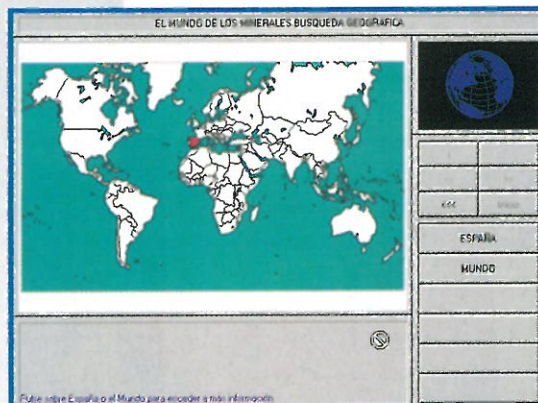 EL MUNDO DE LOS MINERALES BUSQUEDA GEOGRAFICA
<<<
ESPAÑA
MUNDO
Pulse sobre España o el Mundo para acceder a más información